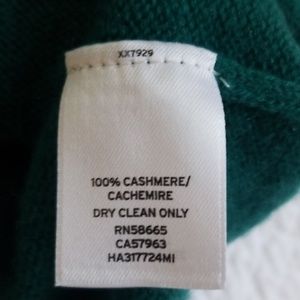 XX7929
100% CASHMERE/
CACHEMIRE
DRY CLEAN ONLY
RN58665
CA57963
HA317724MI